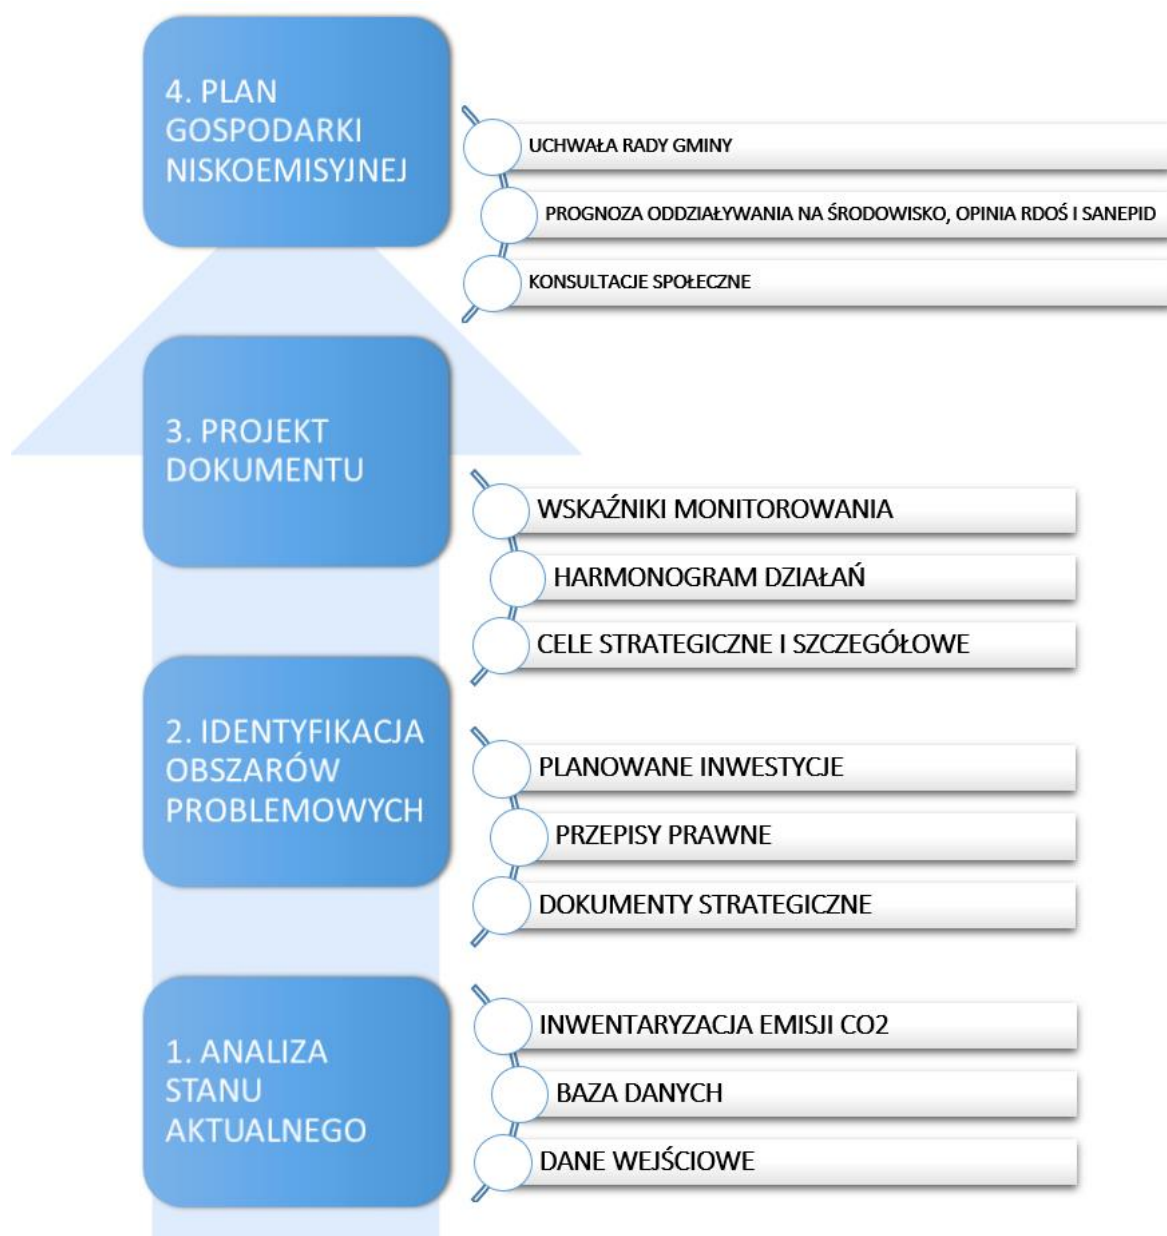 4. PLAN
GOSPODARKI
NISKOEMISYJNEJ
UCHWAŁA RADY GMINY
PROGNOZA ODDZIAŁYWANIA NA ŚRODOWISKO, OPINIA RDOŚ I SANEPID
KONSULTACJE SPOŁECZNE
3. PROJEKT
DOKUMENTU
WSKAŹNIKI MONITOROWANIA
HARMONOGRAM DZIAŁAŃ
CELE STRATEGICZNE I SZCZEGÓŁOWE
2. IDENTYFIKACJA
OBSZARÓW
PROBLEMOWYCH
PLANOWANE INWESTYCJE
PRZEPISY PRAWNE
DOKUMENTY STRATEGICZNE
1. ANALIZA
STANU
AKTUALNEGO
INWENTARYZACJA EMISJI CO2
BAZA DANYCH
DANE WEJŚCIOWE